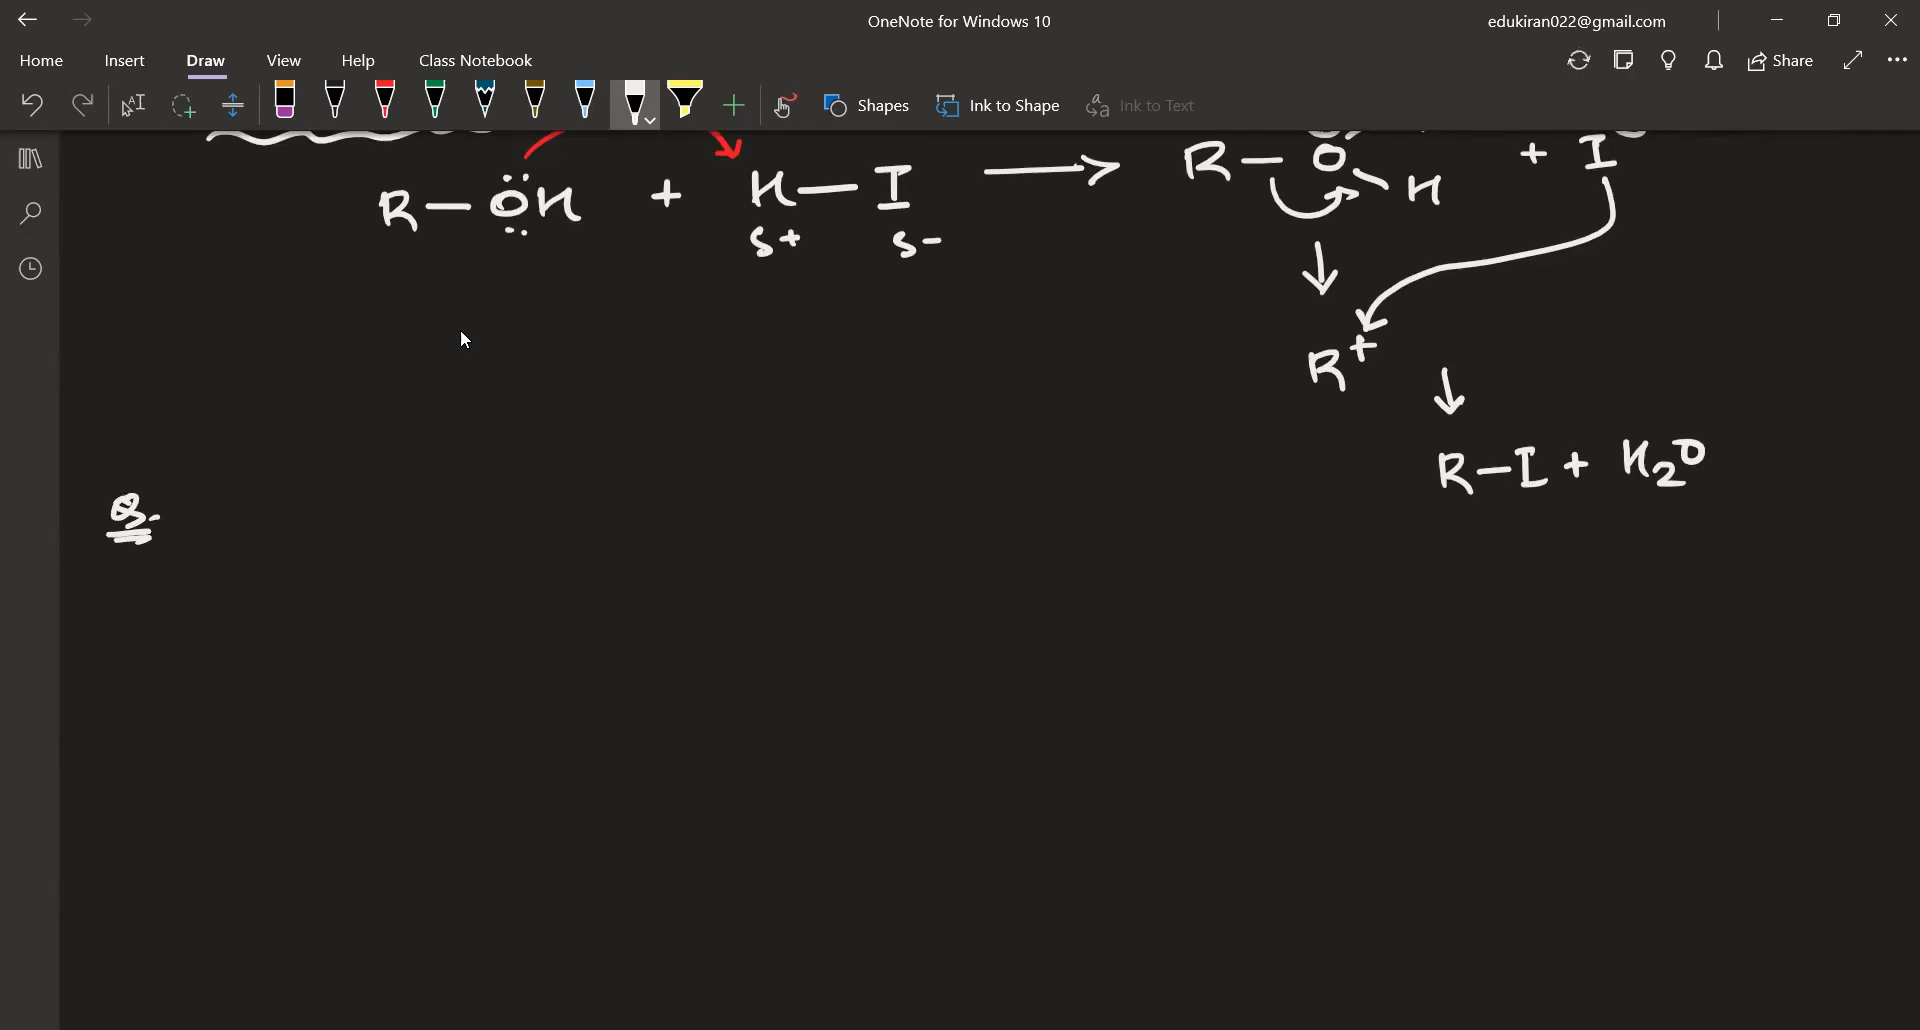 OneNote for Windows 10
edukiran022@gmail.com
Home Insert Draw View Help Class Notebook
Share
Shapes Ink to Shape Ink to Text
R - ÖH + H - I ⟶ R - O - H + I
δ+ δ-
↓
R+
↓
R - I + H2O
Q.